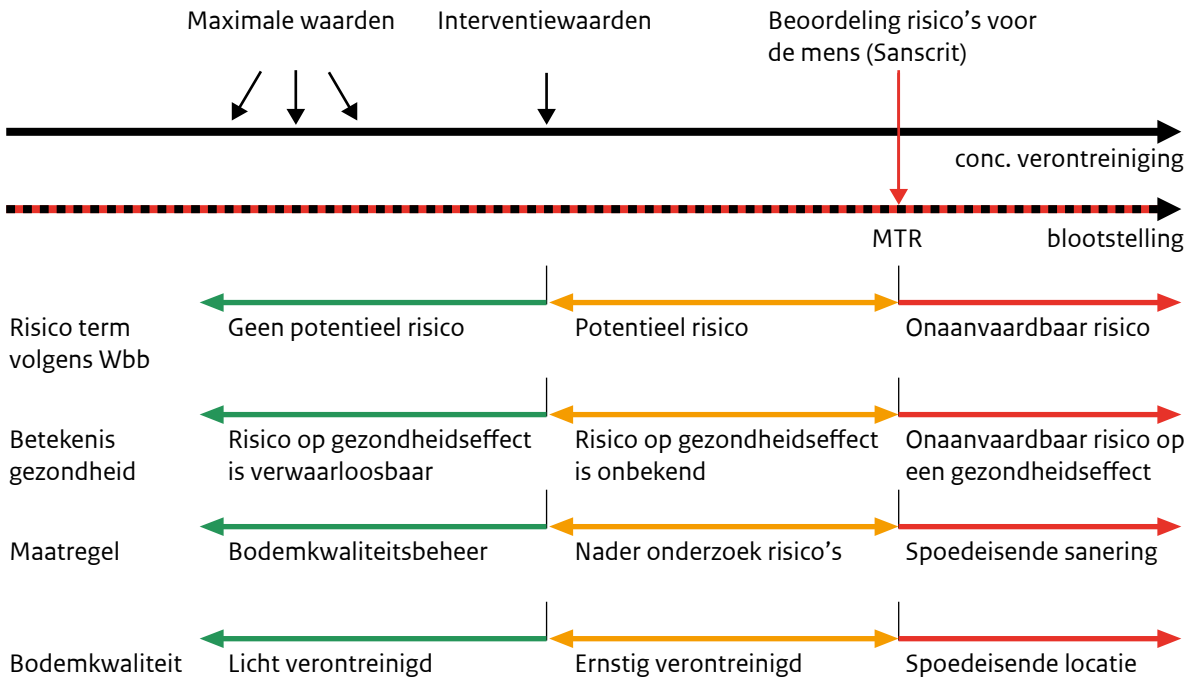 Maximale waarden
Interventiewaarden
Beoordeling risico's voor
de mens (Sanscrit)
conc. verontreiniging
MTR
blootstelling
Risico term
volgens Wbb
Geen potentieel risico
Potentieel risico
Onaanvaardbaar risico
Betekenis
gezondheid
Risico op gezondheidseffect
is verwaarloosbaar
Risico op gezondheidseffect
is onbekend
Onaanvaardbaar risico op
een gezondheidseffect
Maatregel
Bodemkwaliteitsbeheer
Nader onderzoek risico's
Spoedeisende sanering
Bodemkwaliteit
Licht verontreinigd
Ernstig verontreinigd
Spoedeisende locatie